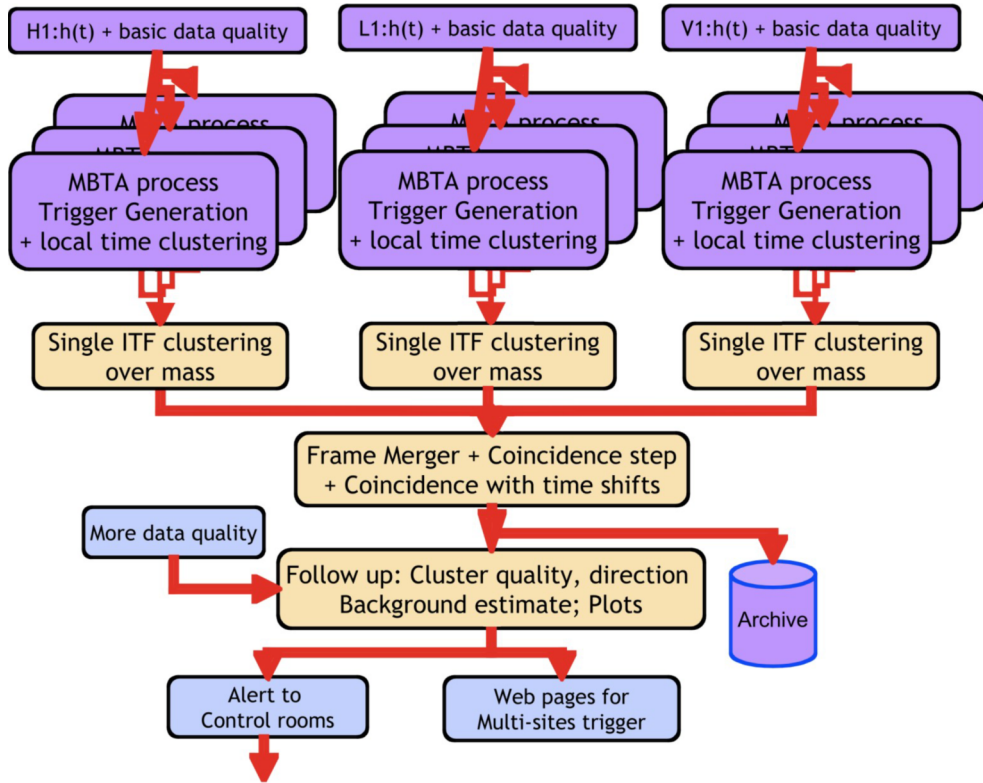 H1:h(t) + basic data quality
L1:h(t) + basic data quality
V1:h(t) + basic data quality
process
process
process
MBTA process
Trigger Generation
+ local time clustering
MBTA process
Trigger Generation
+ local time clustering
MBTA process
Trigger Generation
+ local time clustering
Single ITF clustering
over mass
Single ITF clustering
over mass
Single ITF clustering
over mass
Frame Merger + Coincidence step
+ Coincidence with time shifts
More data quality
Follow up: Cluster quality, direction
Background estimate; Plots
Archive
Alert to
Control rooms
Web pages for
Multi-sites trigger